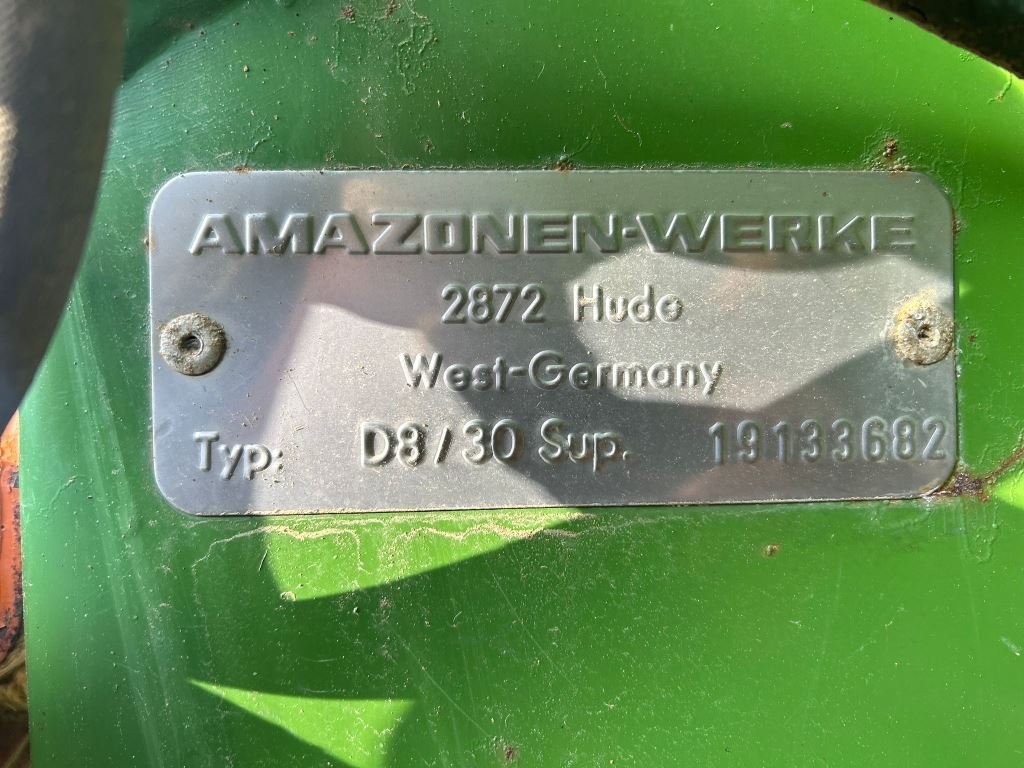 AMAZONEN-WERKE
2872 Hude
West-Germany
Typ: D8/30 Sup. 19133682